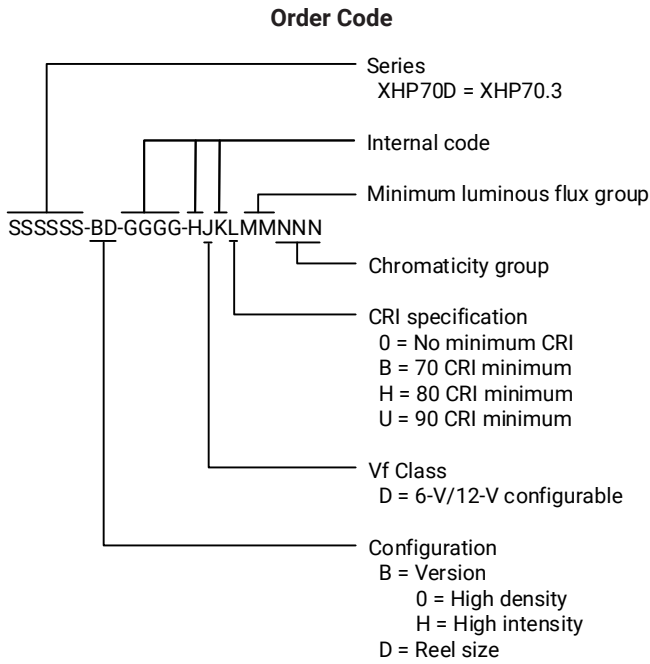 Order Code
Series
XHP70D = XHP70.3
Internal code
Minimum luminous flux group
SSSSSS-BD-GGGG-HJKLMMNNN
Chromaticity group
CRI specification
0 = No minimum CRI
B = 70 CRI minimum
H = 80 CRI minimum
U = 90 CRI minimum
Vf Class
D = 6-V/12-V configurable
Configuration
B = Version
0 = High density
H = High intensity
D = Reel size